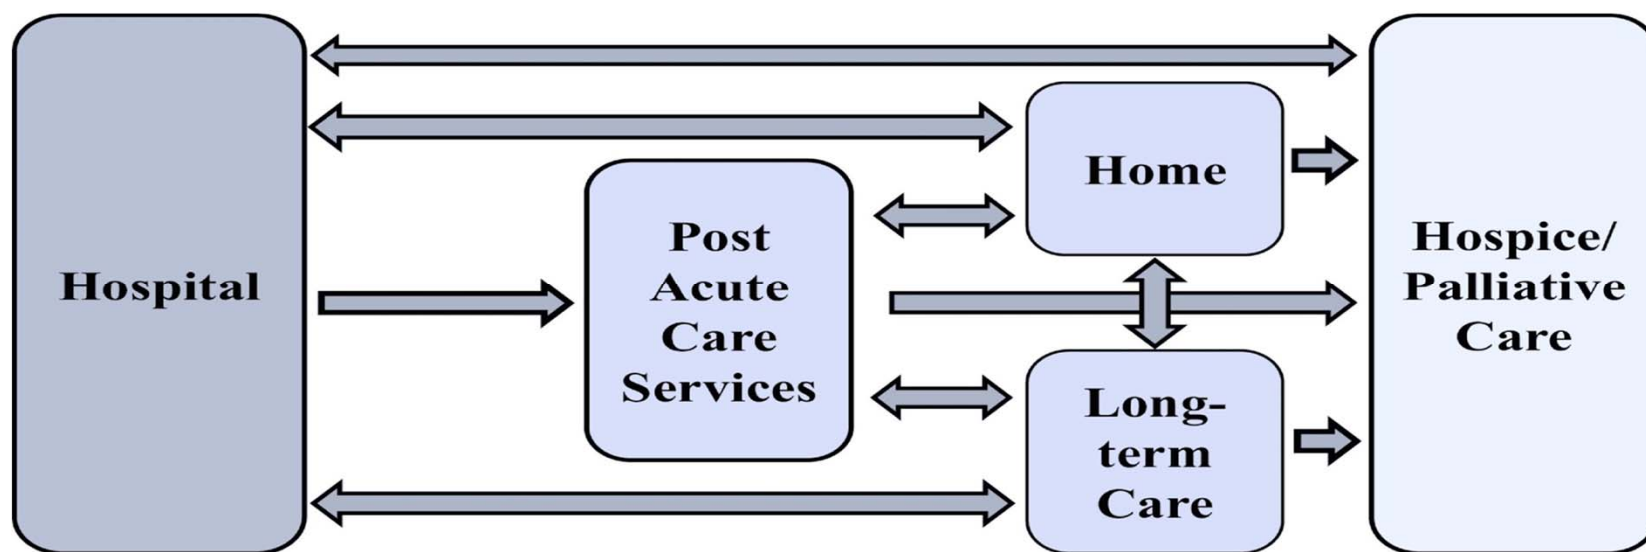 Hospital
Post
Acute
Care
Services
Home
Long-
term
Care
Hospice/
Palliative
Care